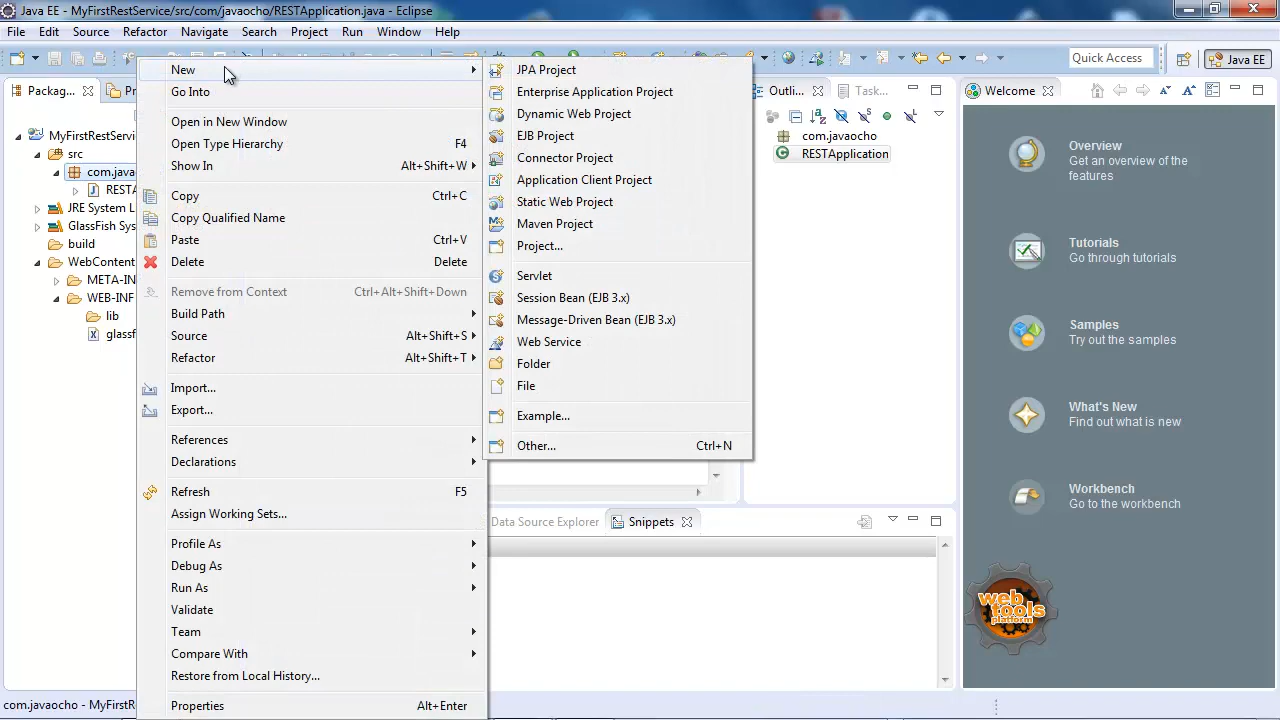 Java EE - MyFirstRestService/src/com/javaocho/RESTApplication.java - Eclipse
File Edit Source Refactor Navigate Search Project Run Window Help
Quick Access Java EE
Packag...
MyFirstRestServi
src
com.java
REST
JRE System L
GlassFish Sys
build
WebContent
META-IN
WEB-INF
lib
glassf
New
Go Into
Open in New Window
Open Type Hierarchy F4
Show In Alt+Shift+W
Copy Ctrl+C
Copy Qualified Name
Paste Ctrl+V
Delete Delete
Remove from Context Ctrl+Alt+Shift+Down
Build Path
Source Alt+Shift+S
Refactor Alt+Shift+T
Import...
Export...
References
Declarations
Refresh F5
Assign Working Sets...
Profile As
Debug As
Run As
Validate
Team
Compare With
Restore from Local History...
Properties Alt+Enter
JPA Project
Enterprise Application Project
Dynamic Web Project
EJB Project
Connector Project
Application Client Project
Static Web Project
Maven Project
Project...
Servlet
Session Bean (EJB 3.x)
Message-Driven Bean (EJB 3.x)
Web Service
Folder
File
Example...
Other... Ctrl+N
Outli... Task...
com.javaocho
RESTApplication
Data Source Explorer Snippets
Welcome
Overview
Get an overview of the
features
Tutorials
Go through tutorials
Samples
Try out the samples
What's New
Find out what is new
Workbench
Go to the workbench
web
tools
platform
com.javaocho - MyFirstR